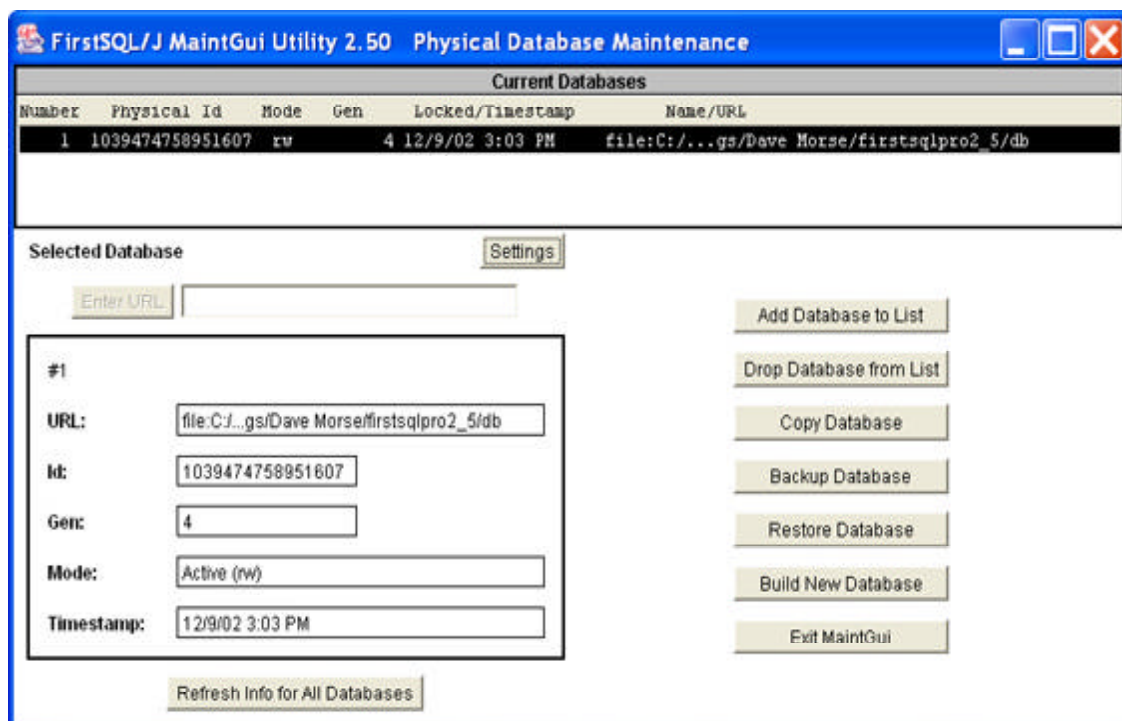 FirstSQL/J MaintGui Utility 2.50 Physical Database Maintenance
Current Databases
Number Physical Id Mode Gen Locked/Timestamp Name/URL
1 1039474758951607 rw 4 12/9/02 3:03 PM file:C:/...gs/Dave Morse/firstsqlpro2_5/db
Selected Database
Settings
Enter URL
#1
URL: file:C:/...gs/Dave Morse/firstsqlpro2_5/db
Id: 1039474758951607
Gen: 4
Mode: Active (rw)
Timestamp: 12/9/02 3:03 PM
Refresh Info for All Databases
Add Database to List
Drop Database from List
Copy Database
Backup Database
Restore Database
Build New Database
Exit MaintGui